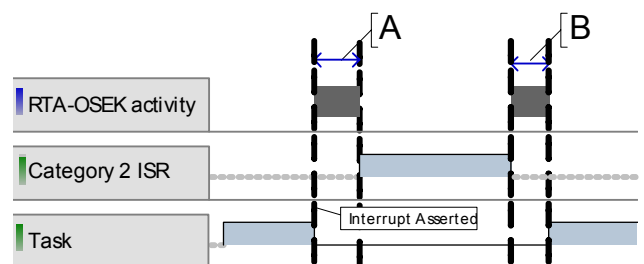 A
B
RTA-OSEK activity
Category 2 ISR
Interrupt Asserted
Task